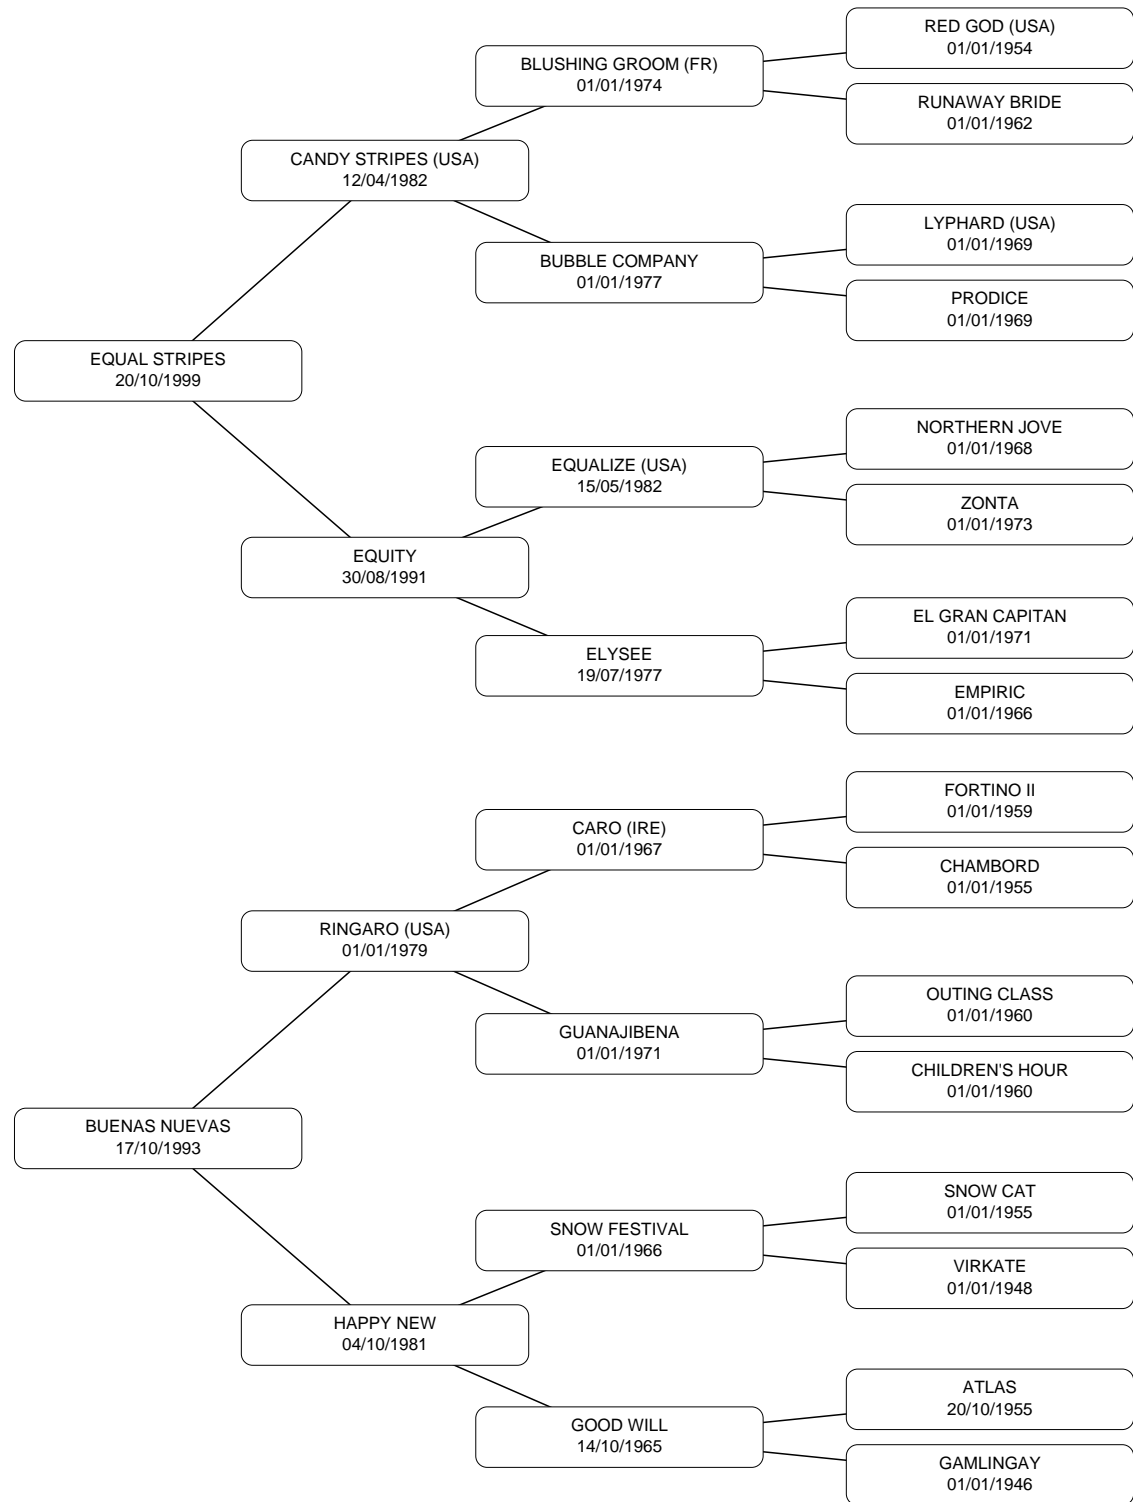 RED GOD (USA)
01/01/1954
BLUSHING GROOM (FR)
01/01/1974
RUNAWAY BRIDE
01/01/1962
CANDY STRIPES (USA)
12/04/1982
LYPHARD (USA)
01/01/1969
BUBBLE COMPANY
01/01/1977
PRODICE
01/01/1969
EQUAL STRIPES
20/10/1999
NORTHERN JOVE
01/01/1968
EQUALIZE (USA)
15/05/1982
ZONTA
01/01/1973
EQUITY
30/08/1991
EL GRAN CAPITAN
01/01/1971
ELYSEE
19/07/1977
EMPIRIC
01/01/1966
FORTINO II
01/01/1959
CARO (IRE)
01/01/1967
CHAMBORD
01/01/1955
RINGARO (USA)
01/01/1979
OUTING CLASS
01/01/1960
GUANAJIBENA
01/01/1971
CHILDREN'S HOUR
01/01/1960
BUENAS NUEVAS
17/10/1993
SNOW CAT
01/01/1955
SNOW FESTIVAL
01/01/1966
VIRKATE
01/01/1948
HAPPY NEW
04/10/1981
ATLAS
20/10/1955
GOOD WILL
14/10/1965
GAMLINGAY
01/01/1946